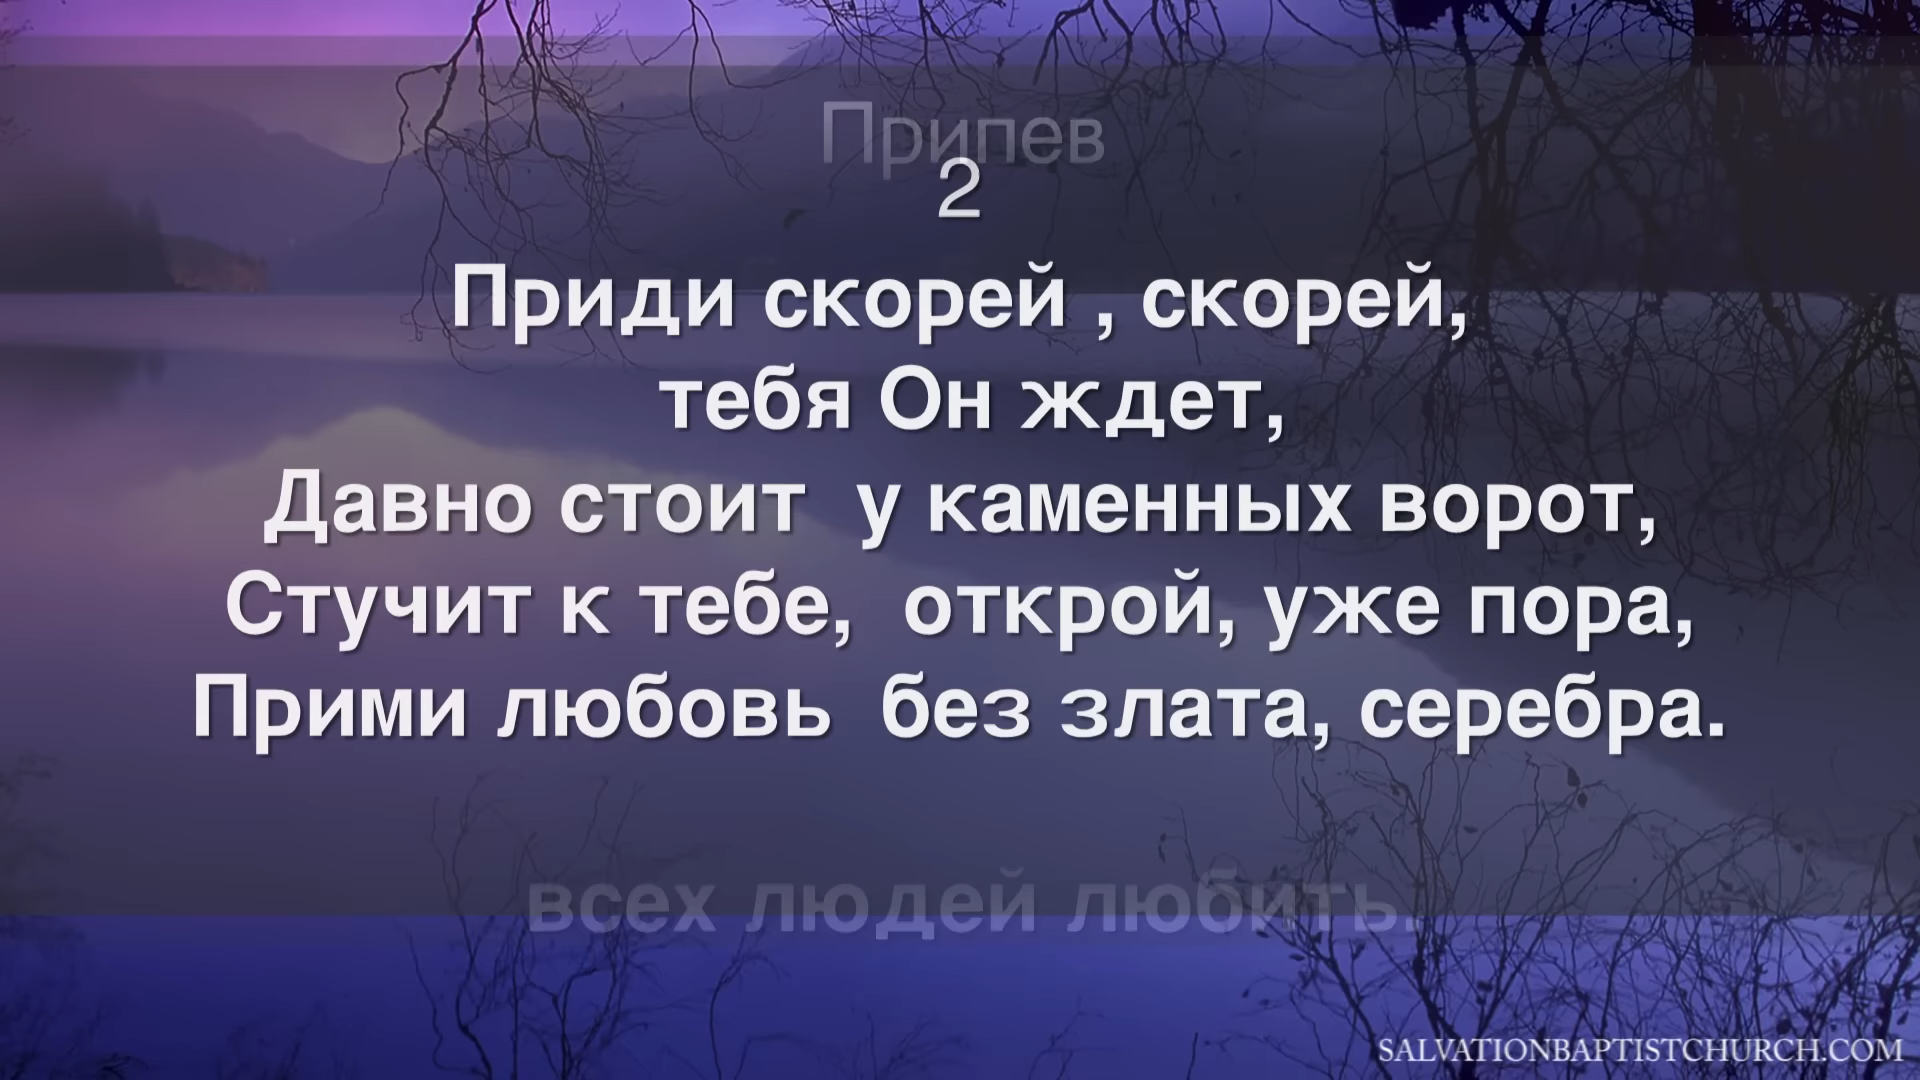 Припев
2
Приди скорей , скорей,
тебя Он ждет,
Давно стоит  у каменных ворот,
Стучит к тебе,  открой, уже пора,
Прими любовь  без злата, серебра.
всех людей любить.
SALVATIONBAPTISTCHURCH.COM